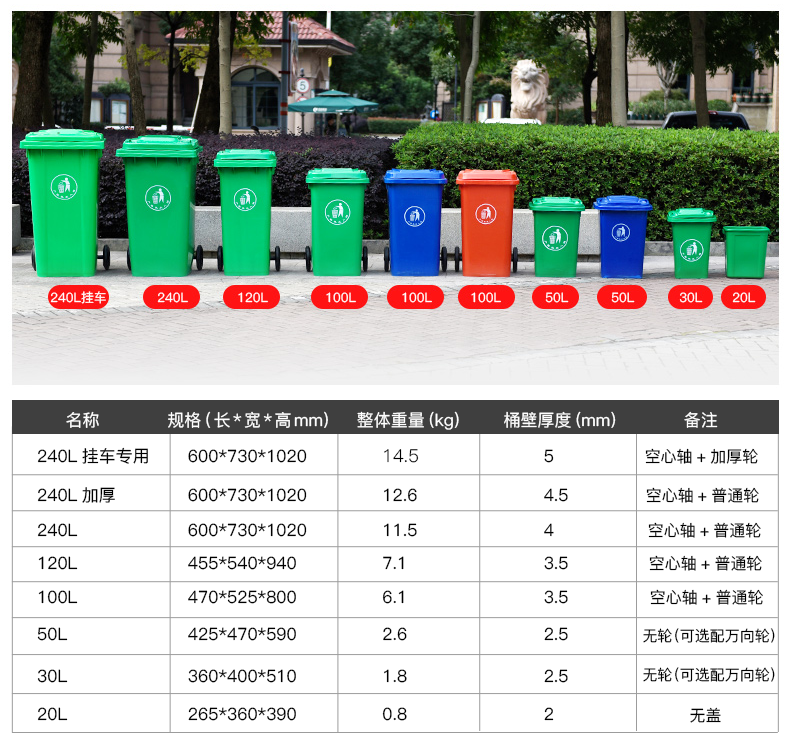 5
240L挂车 240L 120L 100L 100L 100L 50L 50L 30L 20L
名称 规格 (长*宽*高mm) 整体重量 (kg) 桶壁厚度 (mm) 备注
240L 挂车专用 600*730*1020 14.5 5 空心轴 + 加厚轮
240L 加厚 600*730*1020 12.6 4.5 空心轴 + 普通轮
240L 600*730*1020 11.5 4 空心轴 + 普通轮
120L 455*540*940 7.1 3.5 空心轴 + 普通轮
100L 470*525*800 6.1 3.5 空心轴 + 普通轮
50L 425*470*590 2.6 2.5 无轮(可选配万向轮)
30L 360*400*510 1.8 2.5 无轮(可选配万向轮)
20L 265*360*390 0.8 2 无盖